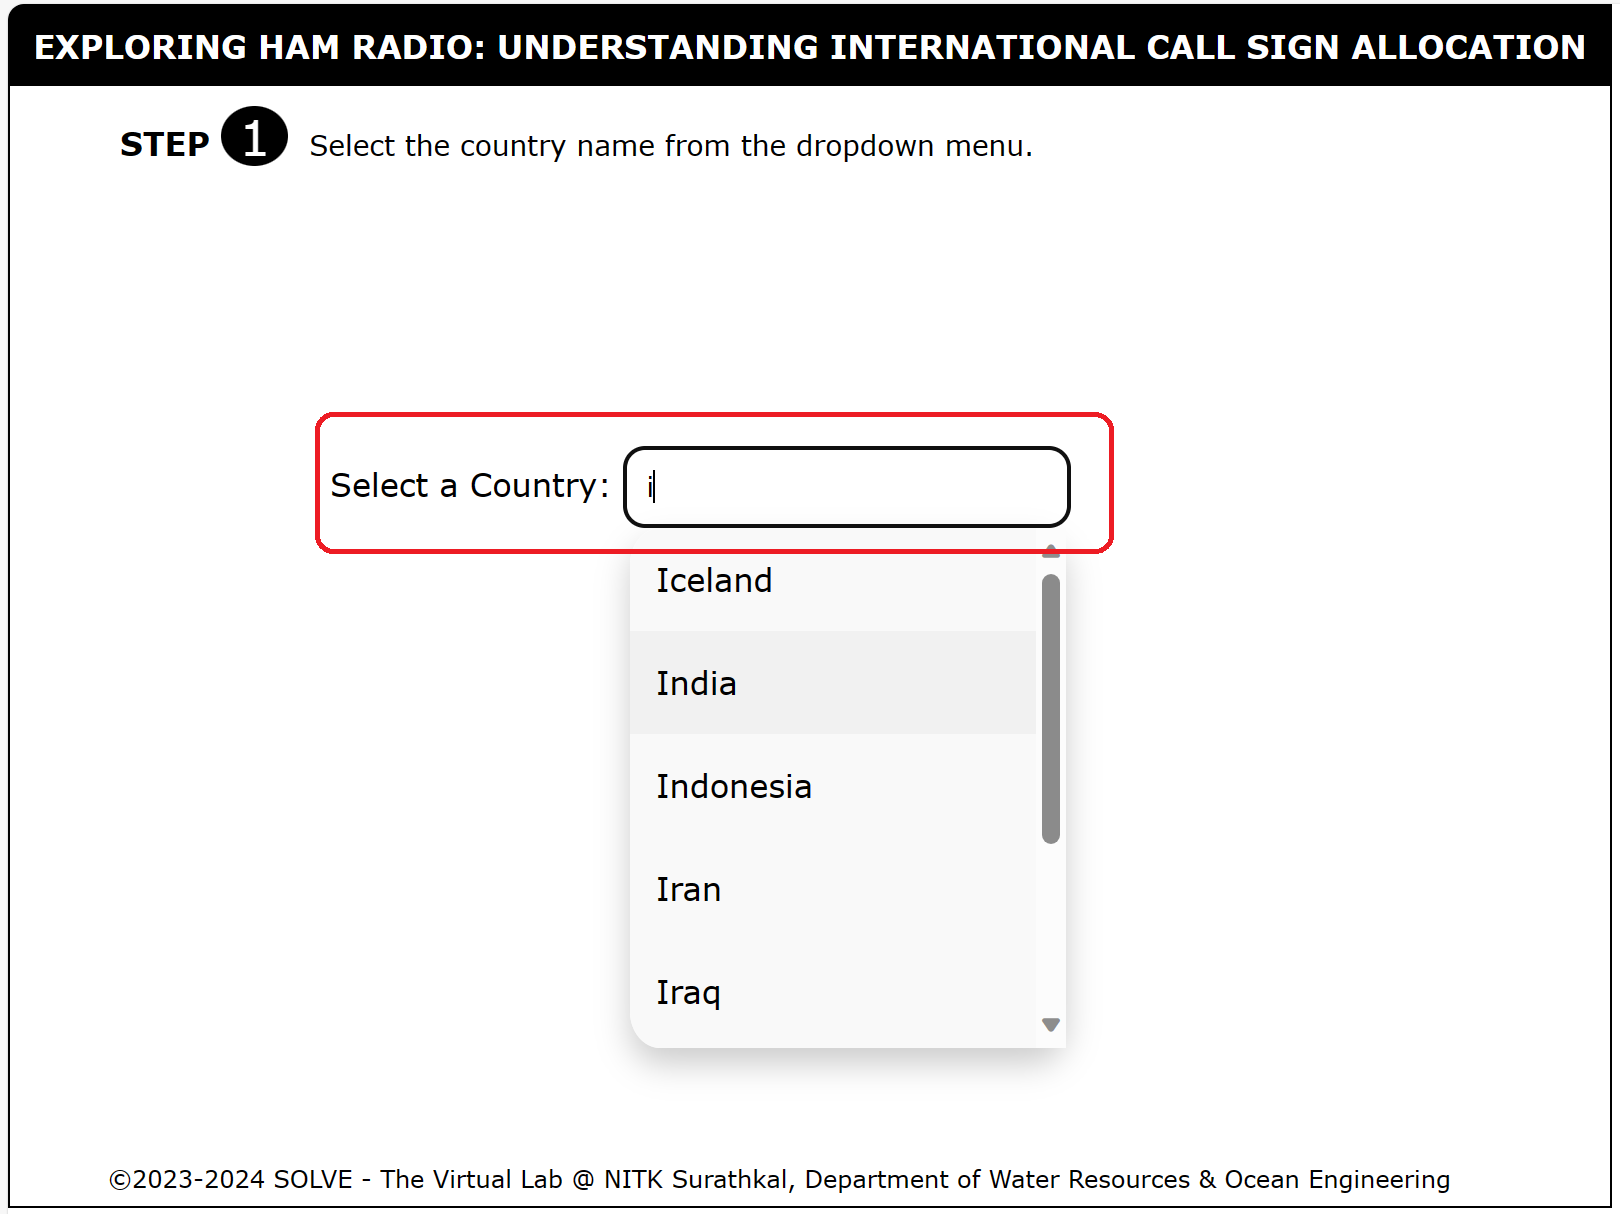 EXPLORING HAM RADIO: UNDERSTANDING INTERNATIONAL CALL SIGN ALLOCATION
STEP 1 Select the country name from the dropdown menu.
Select a Country: i
Iceland
India
Indonesia
Iran
Iraq
©2023-2024 SOLVE - The Virtual Lab @ NITK Surathkal, Department of Water Resources & Ocean Engineering